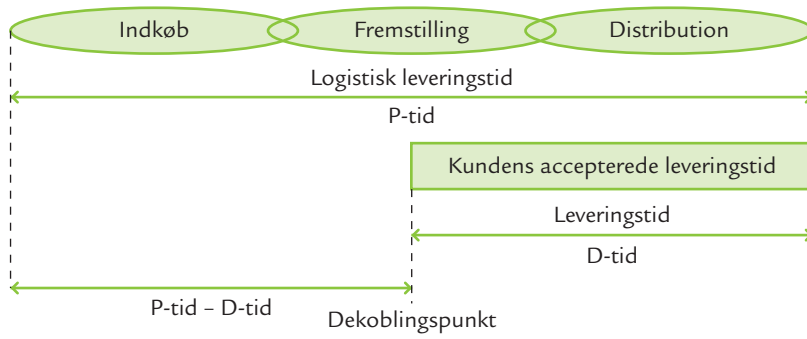 Indkøb Fremstilling Distribution
Logistisk leveringstid
P-tid
Kundens accepterede leveringstid
Leveringstid
D-tid
P-tid – D-tid
Dekoblingspunkt